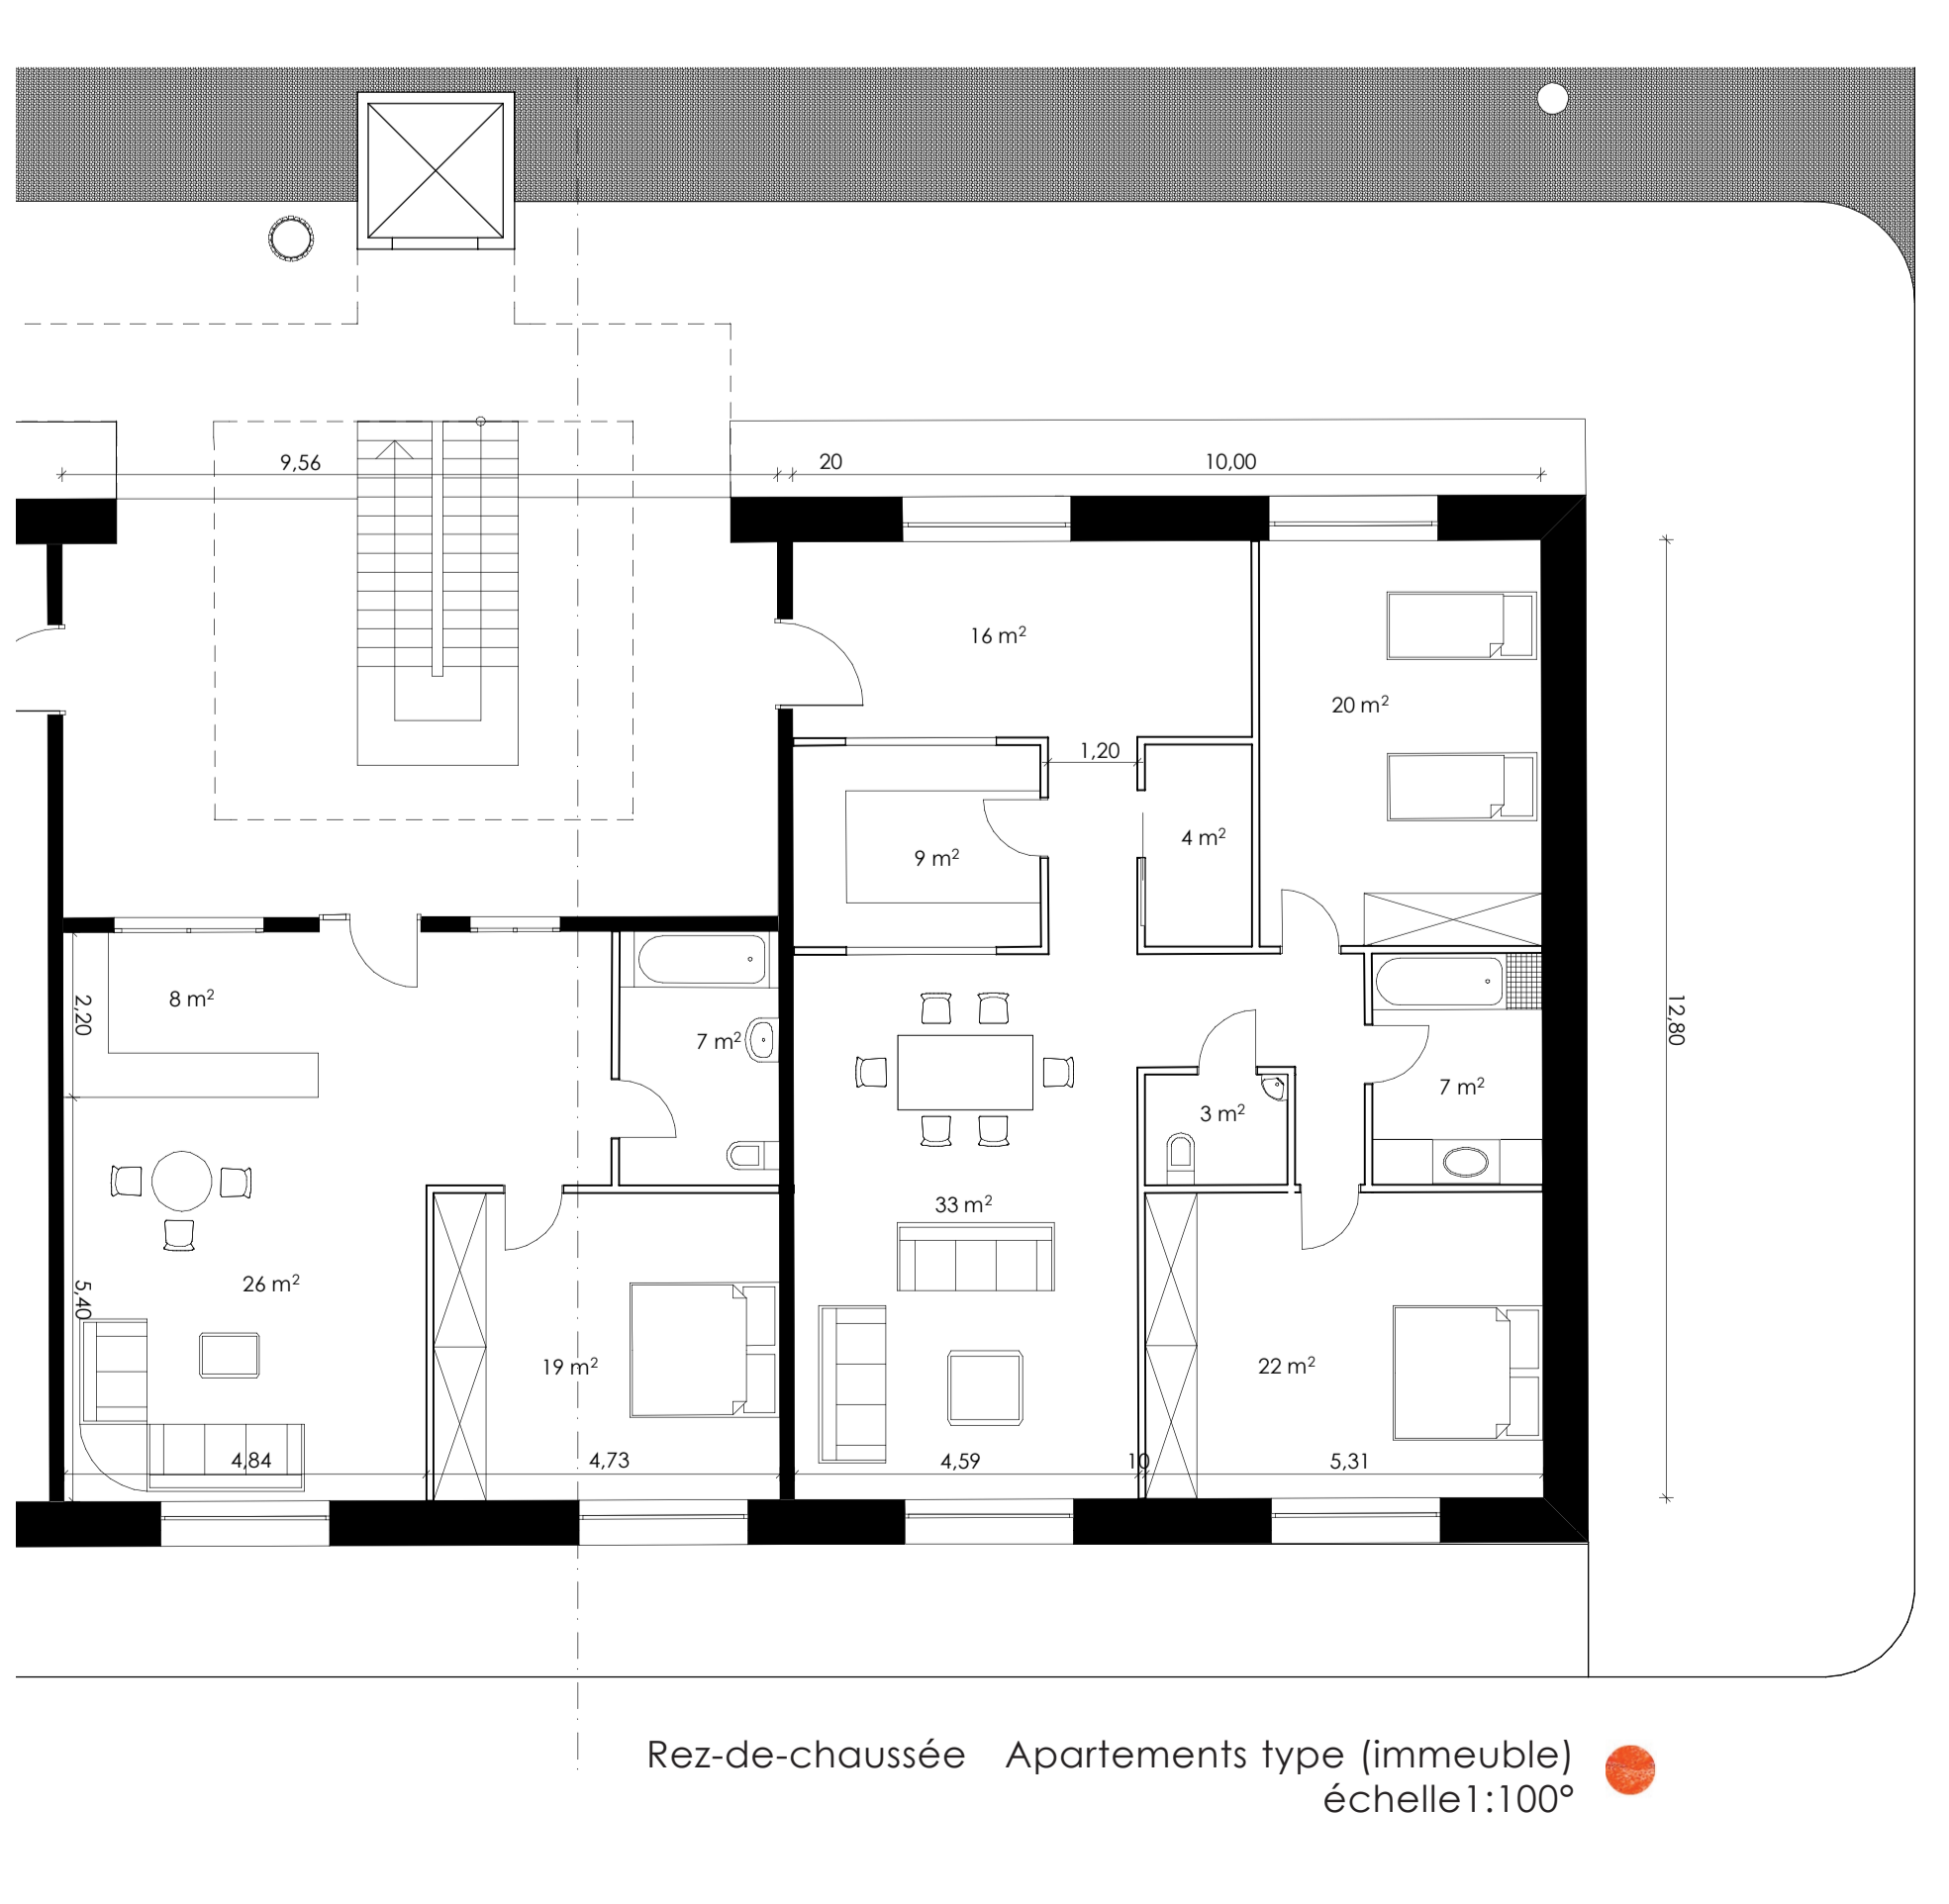 9,56
20
10,00
16 m²
20 m²
1,20
4 m²
9 m²
8 m²
2,20
7 m²
12,80
7 m²
3 m²
33 m²
26 m²
5,40
19 m²
22 m²
4,84
4,73
4,59
10
5,31
Rez-de-chaussée Apartements type (immeuble)
échelle1:100°